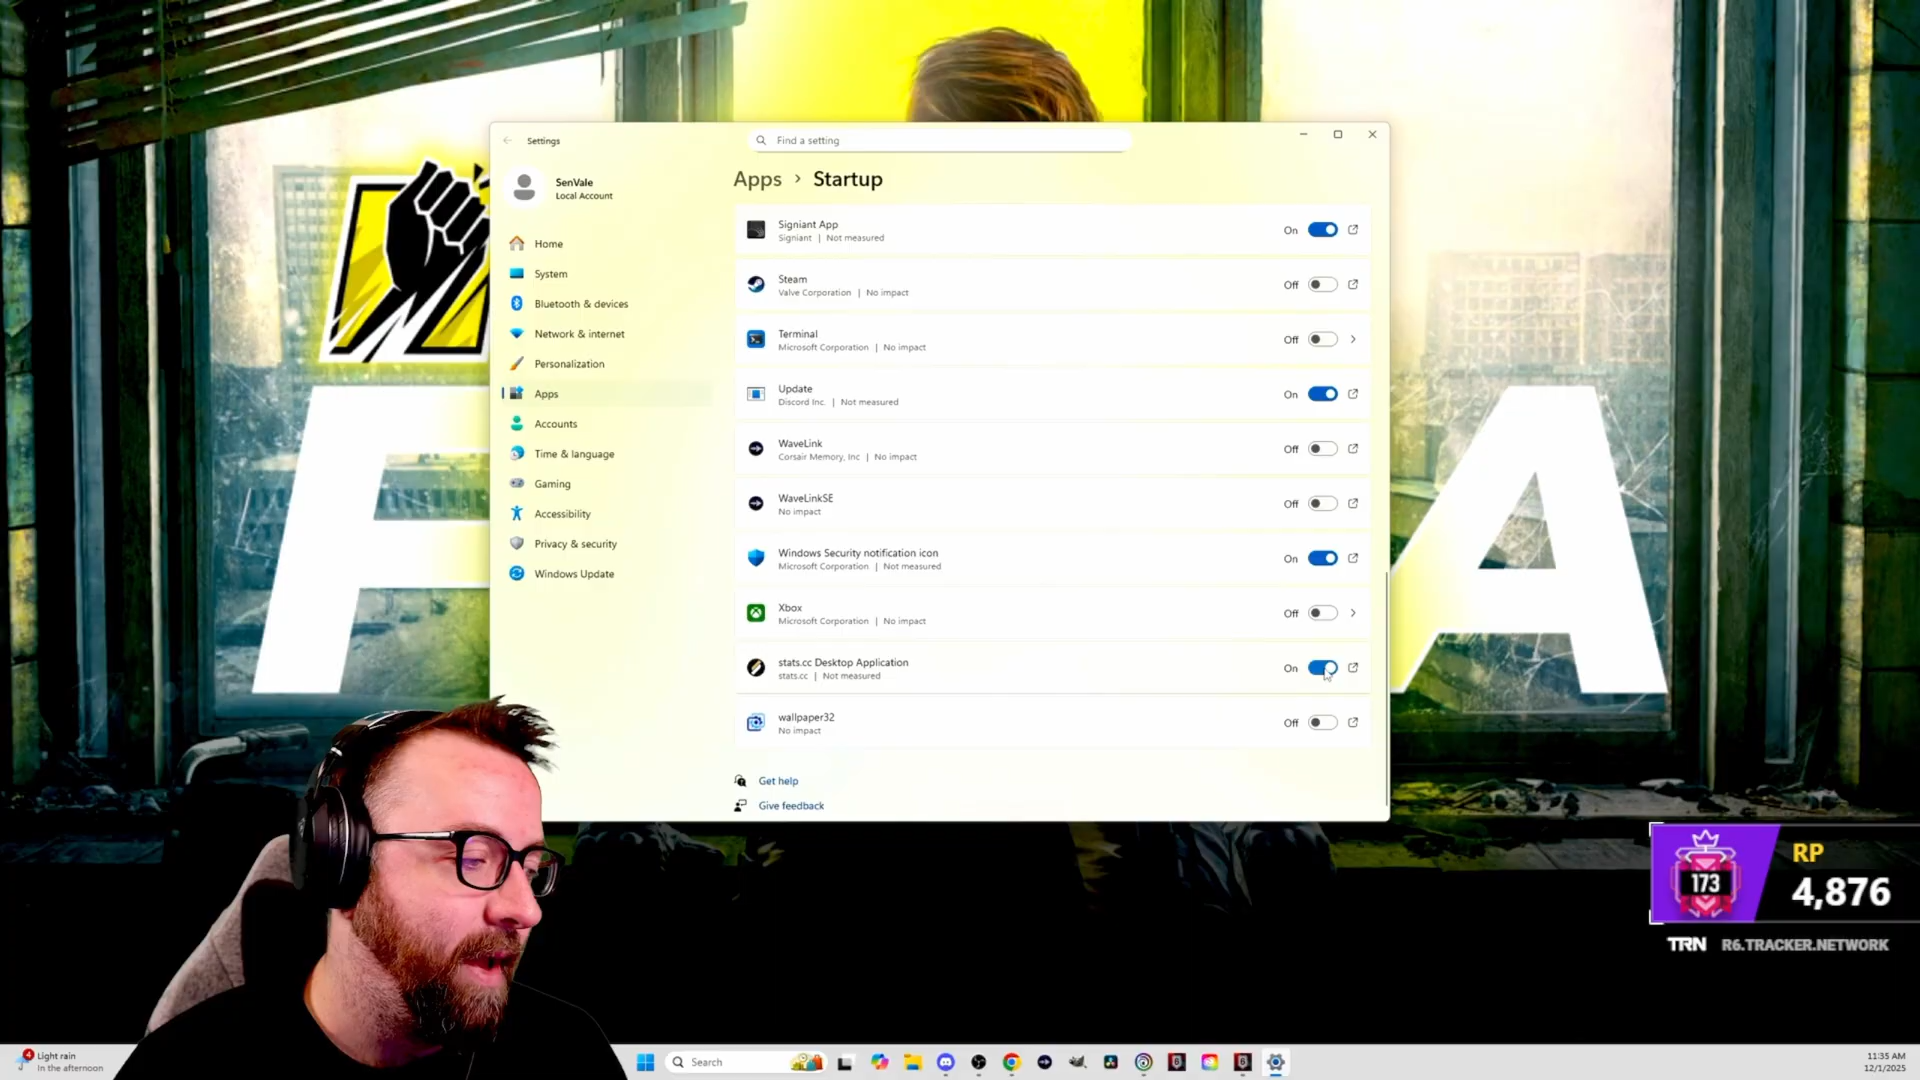 Settings
Find a setting
SenVale
Local Account
Home
System
Bluetooth & devices
Network & internet
Personalization
Apps
Accounts
Time & language
Gaming
Accessibility
Privacy & security
Windows Update
Apps > Startup
Signiant App
Signiant | Not measured
On
Steam
Valve Corporation | No impact
Off
Terminal
Microsoft Corporation | No impact
Off
Update
Discord Inc. | Not measured
On
WaveLink
Corsair Memory, Inc | No impact
Off
WaveLinkSE
No impact
Off
Windows Security notification icon
Microsoft Corporation | Not measured
On
Xbox
Microsoft Corporation | No impact
Off
stats.cc Desktop Application
stats.cc | Not measured
On
wallpaper32
No impact
Off
Get help
Give feedback
F
A
173
RP
4,876
TRN R6.TRACKER.NETWORK
4
Light rain
In the afternoon
Search
11:35 AM
12/1/2025